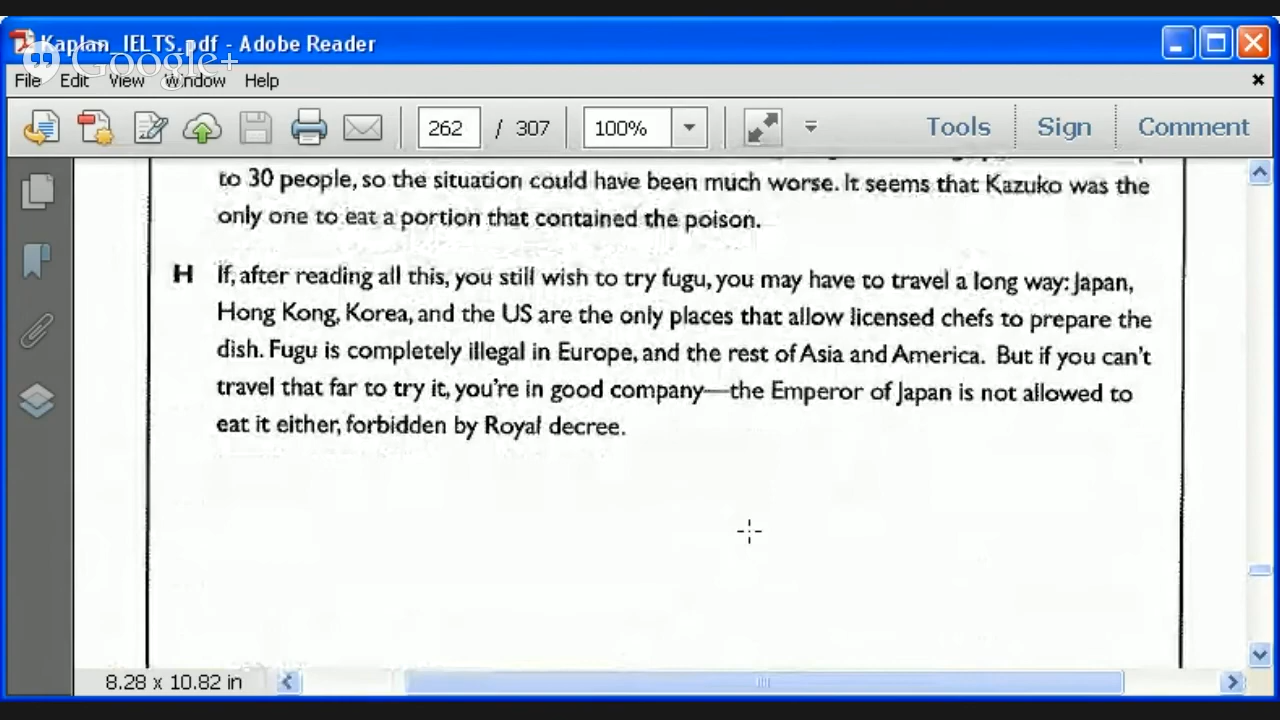 Kaplan_IELTS.pdf - Adobe Reader
Google+
File Edit View Window Help
262 / 307 100% Tools Sign Comment
to 30 people, so the situation could have been much worse. It seems that Kazuko was the
only one to eat a portion that contained the poison.
H If, after reading all this, you still wish to try fugu, you may have to travel a long way: Japan,
Hong Kong, Korea, and the US are the only places that allow licensed chefs to prepare the
dish. Fugu is completely illegal in Europe, and the rest of Asia and America. But if you can't
travel that far to try it, you're in good company—the Emperor of Japan is not allowed to
eat it either, forbidden by Royal decree.
8.28 x 10.82 in